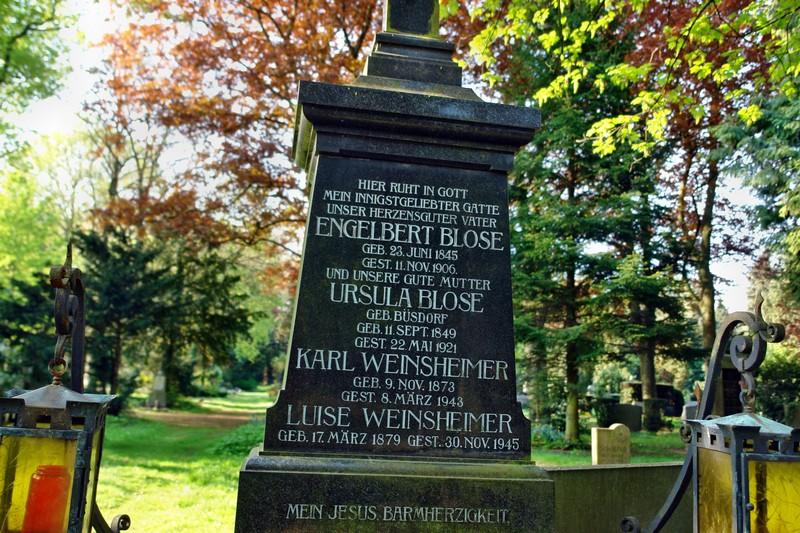 HIER RUHT IN GOTT
MEIN INNIGSTGELIEBTER GATTE
UNSER HERZENSGUTER VATER
ENGELBERT BLOSE
GEB. 23. JUNI 1845
GEST. 11. NOV. 1906.
UND UNSERE GUTE MUTTER
URSULA BLOSE
GEB. BÜSDORF
GEB. 11. SEPT. 1849
GEST. 22. MAI 1921
KARL WEINSHEIMER
GEB. 9. NOV. 1873
GEST. 8. MÄRZ 1943
LUISE WEINSHEIMER
GEB. 17. MÄRZ 1879 GEST. 30. NOV. 1945
MEIN JESUS, BARMHERZIGKEIT.